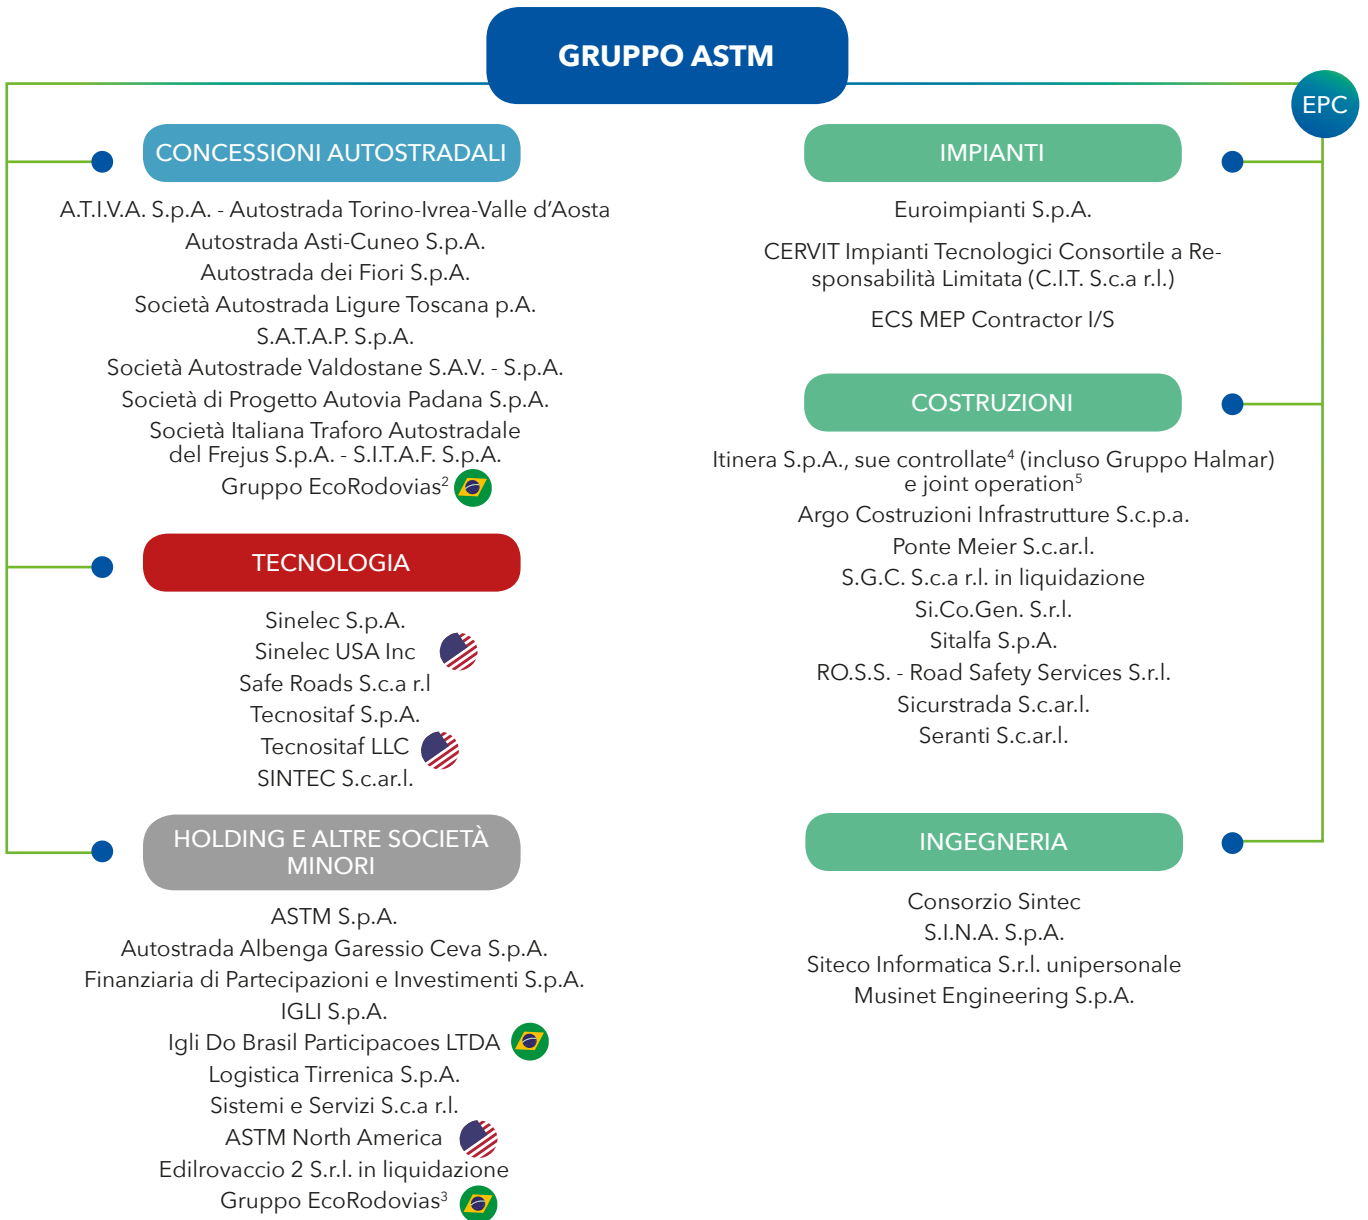 GRUPPO ASTM
EPC
CONCESSIONI AUTOSTRADALI
A.T.I.V.A. S.p.A. - Autostrada Torino-Ivrea-Valle d'Aosta
Autostrada Asti-Cuneo S.p.A.
Autostrada dei Fiori S.p.A.
Società Autostrada Ligure Toscana p.A.
S.A.T.A.P. S.p.A.
Società Autostrade Valdostane S.A.V. - S.p.A.
Società di Progetto Autovia Padana S.p.A.
Società Italiana Traforo Autostradale
del Frejus S.p.A. - S.I.T.A.F. S.p.A.
Gruppo EcoRodovias²
TECNOLOGIA
Sinelec S.p.A.
Sinelec USA Inc
Safe Roads S.c.a r.l
Tecnositaf S.p.A.
Tecnositaf LLC
SINTEC S.c.ar.l.
HOLDING E ALTRE SOCIETÀ
MINORI
ASTM S.p.A.
Autostrada Albenga Garessio Ceva S.p.A.
Finanziaria di Partecipazioni e Investimenti S.p.A.
IGLI S.p.A.
Igli Do Brasil Participacoes LTDA
Logistica Tirrenica S.p.A.
Sistemi e Servizi S.c.a r.l.
ASTM North America
Edilrovaccio 2 S.r.l. in liquidazione
Gruppo EcoRodovias³
IMPIANTI
Euroimpianti S.p.A.
CERVIT Impianti Tecnologici Consortile a Re-
sponsabilità Limitata (C.I.T. S.c.a r.l.)
ECS MEP Contractor I/S
COSTRUZIONI
Itinera S.p.A., sue controllate⁴ (incluso Gruppo Halmar)
e joint operation⁵
Argo Costruzioni Infrastrutture S.c.p.a.
Ponte Meier S.c.ar.l.
S.G.C. S.c.a r.l. in liquidazione
Si.Co.Gen. S.r.l.
Sitalfa S.p.A.
RO.S.S. - Road Safety Services S.r.l.
Sicurstrada S.c.ar.l.
Seranti S.c.ar.l.
INGEGNERIA
Consorzio Sintec
S.I.N.A. S.p.A.
Siteco Informatica S.r.l. unipersonale
Musinet Engineering S.p.A.